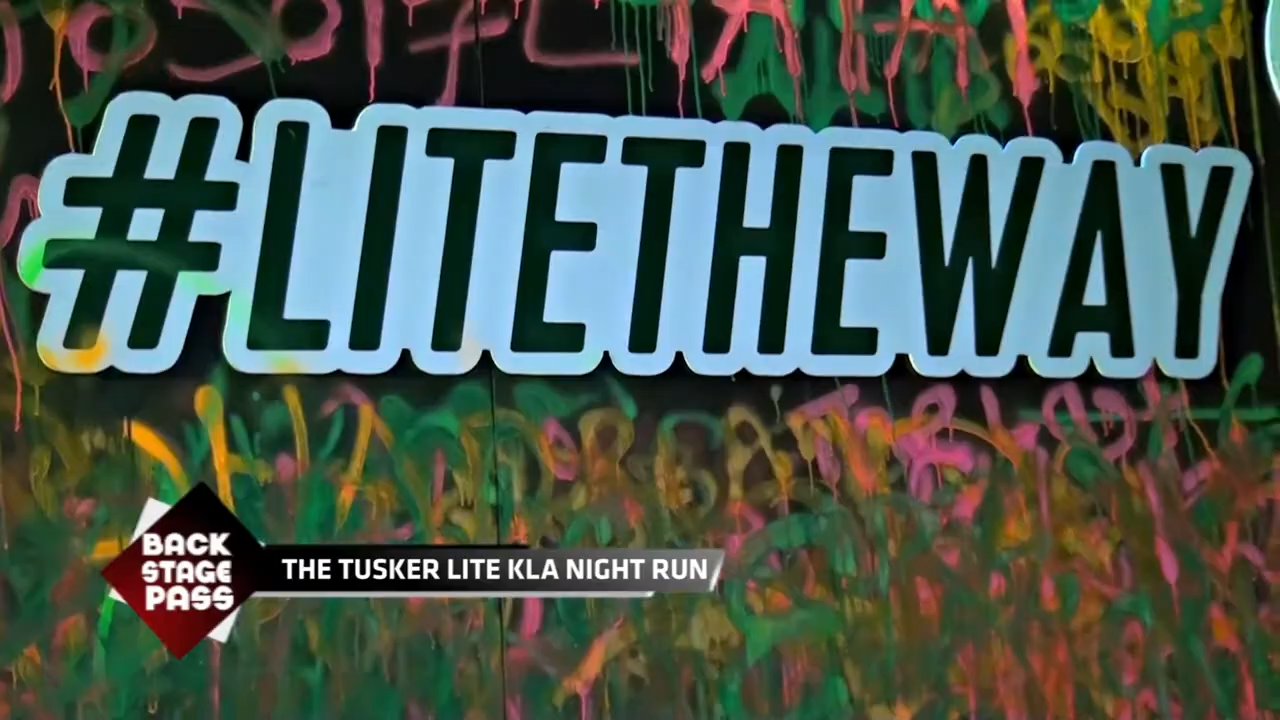 #LITETHEWAY
BACK
STAGE
PASS
THE TUSKER LITE KLA NIGHT RUN